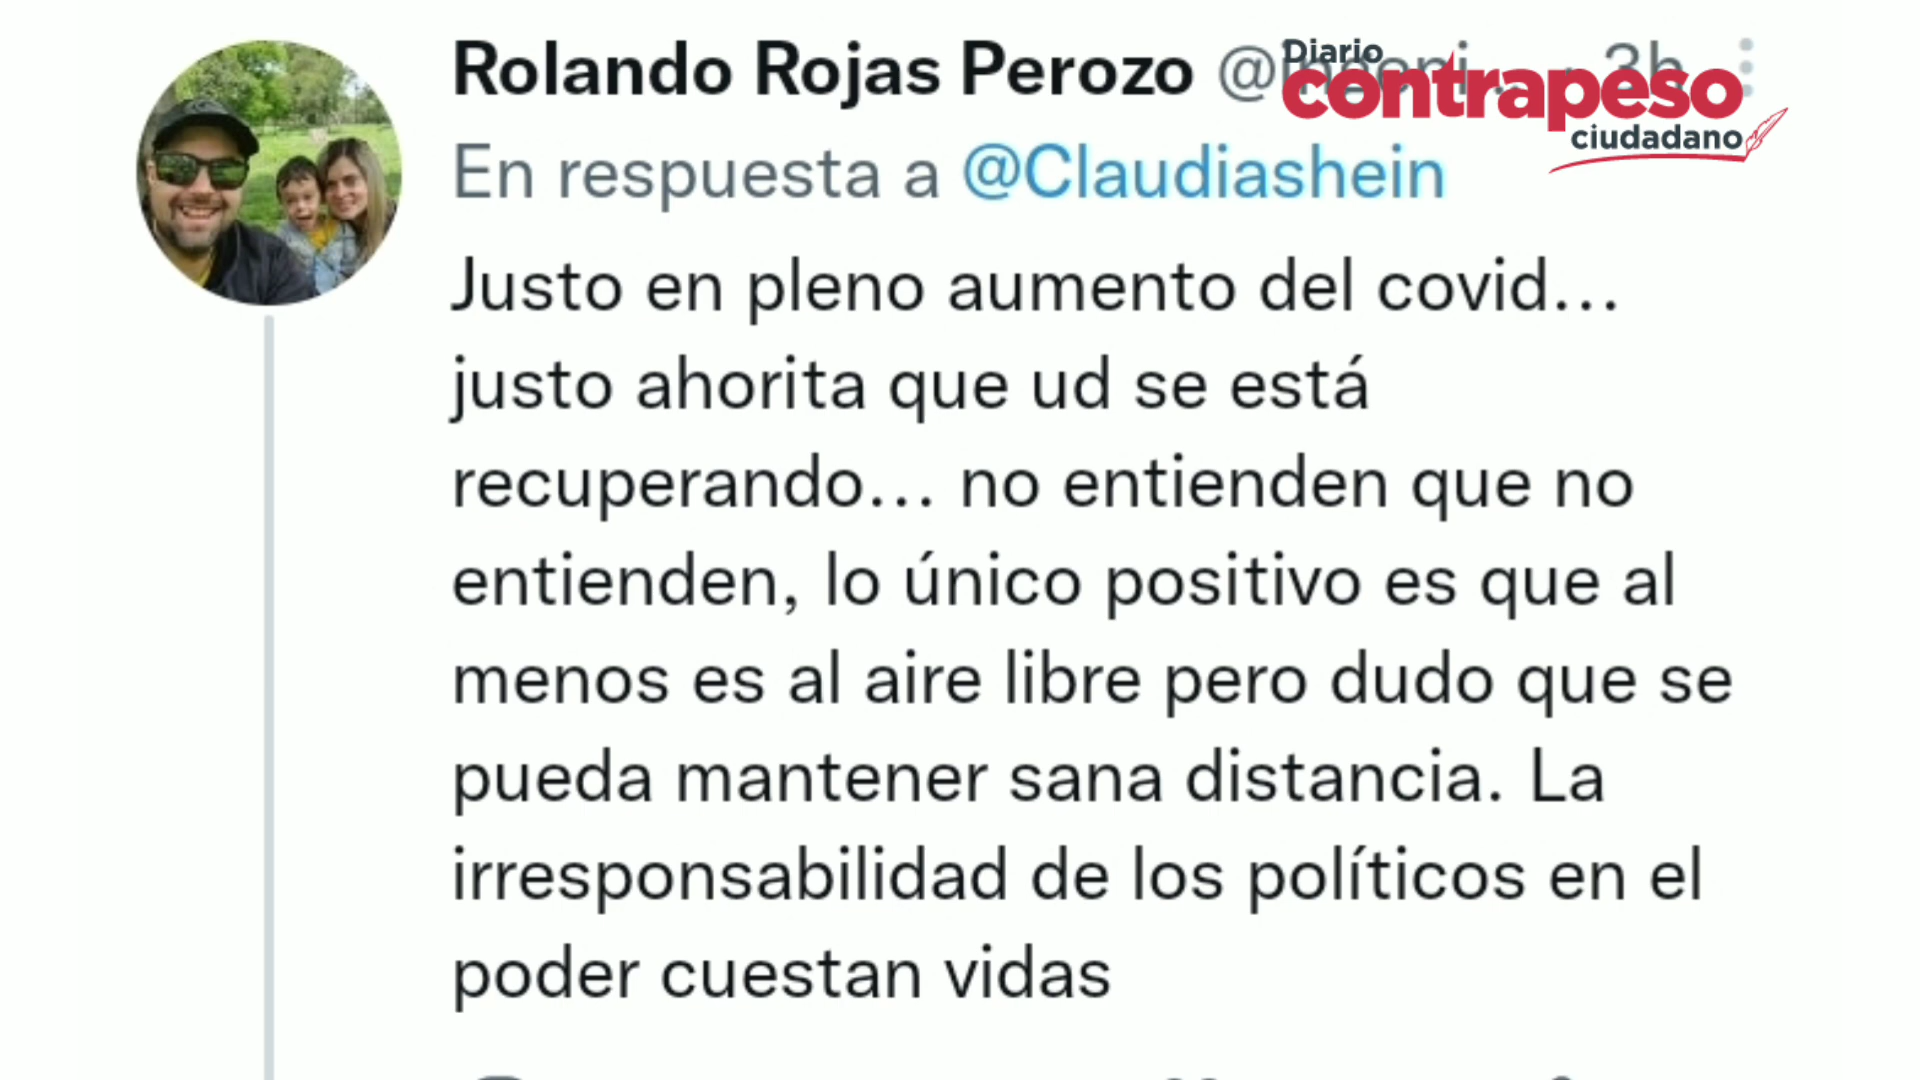 Rolando Rojas Perozo
Diario
contrapeso
ciudadano
En respuesta a @Claudiashein
Justo en pleno aumento del covid...
justo ahorita que ud se está
recuperando... no entienden que no
entienden, lo único positivo es que al
menos es al aire libre pero dudo que se
pueda mantener sana distancia. La
irresponsabilidad de los políticos en el
poder cuestan vidas